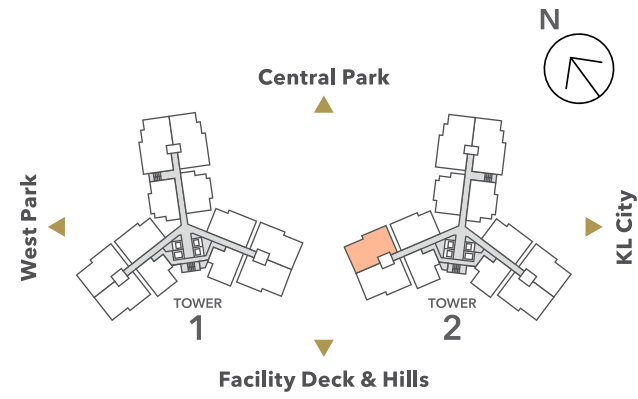 N
Central Park
West Park
KL City
TOWER
1
TOWER
2
Facility Deck & Hills